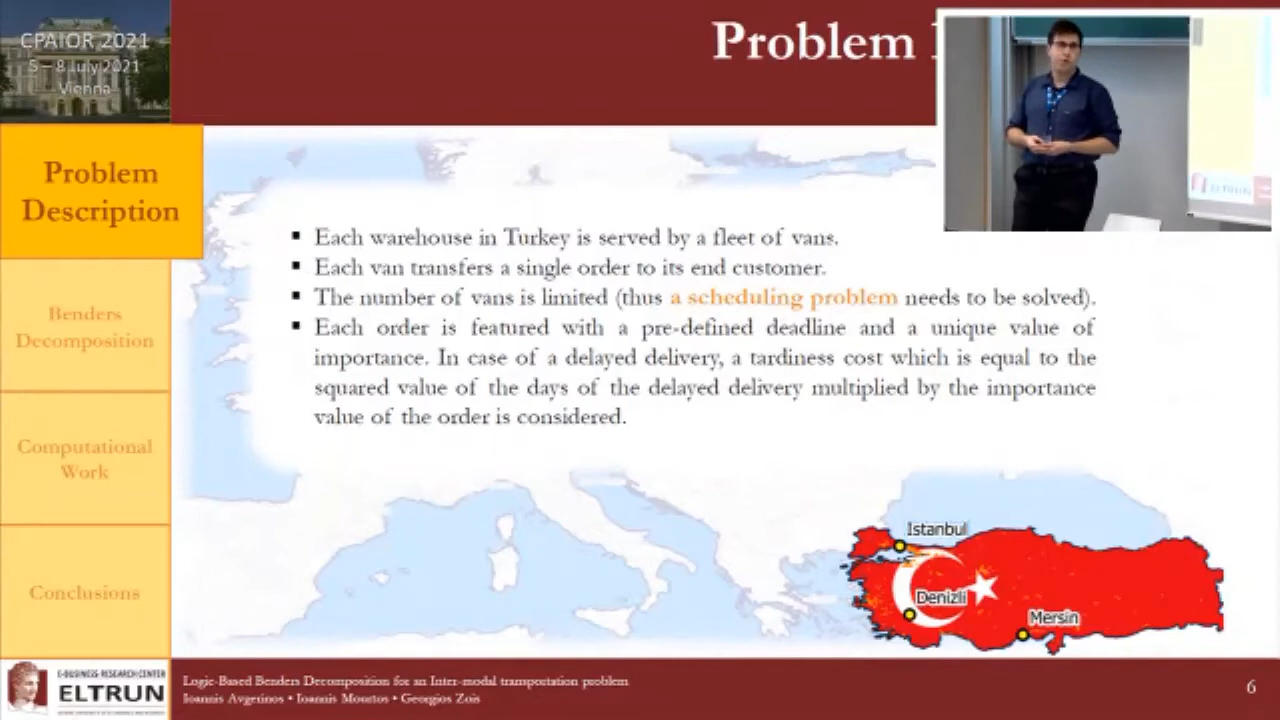 CPAIOR 2021
5 – 8 July 2021
Vienna
Problem
Problem
Description
Benders
Decomposition
Computational
Work
Conclusions
▪ Each warehouse in Turkey is served by a fleet of vans.
▪ Each van transfers a single order to its end customer.
▪ The number of vans is limited (thus a scheduling problem needs to be solved).
▪ Each order is featured with a pre-defined deadline and a unique value of
importance. In case of a delayed delivery, a tardiness cost which is equal to the
squared value of the days of the delayed delivery multiplied by the importance
value of the order is considered.
Istanbul
Denizli
Mersin
ELTRUN
E-BUSINESS RESEARCH CENTER
ELTRUN
Logic-Based Benders Decomposition for an Inter-modal transportation problem
Ioannis Avgerinos • Ioannis Mourtos • Georgios Zois
6